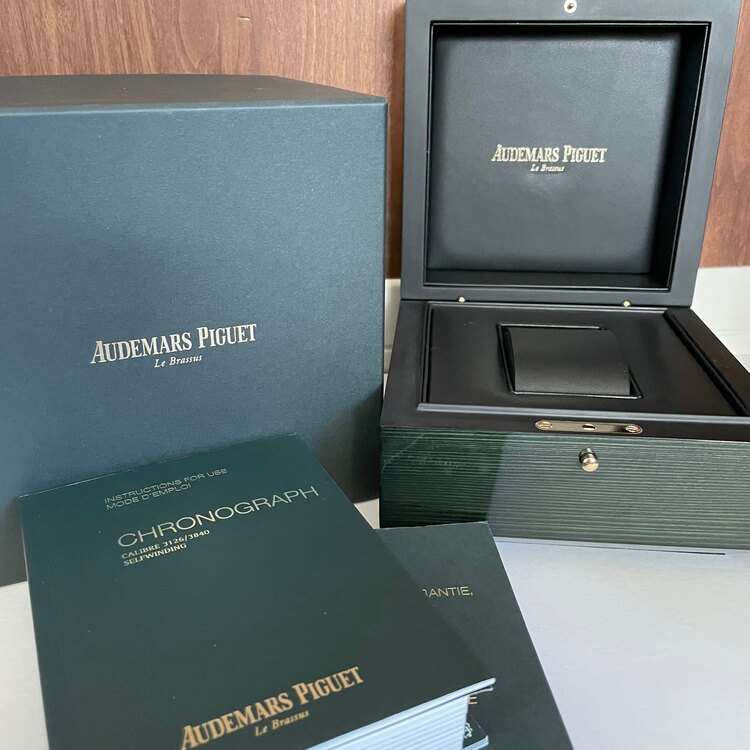 AUDEMARS PIGUET
Le Brassus
AUDEMARS PIGUET
Le Brassus
INSTRUCTIONS FOR USE
MODE D'EMPLOI
CHRONOGRAPH
CALIBRE 3126/3840
SELFWINDING
AUDEMARS PIGUET
Le Brassus
RANTIE,
E